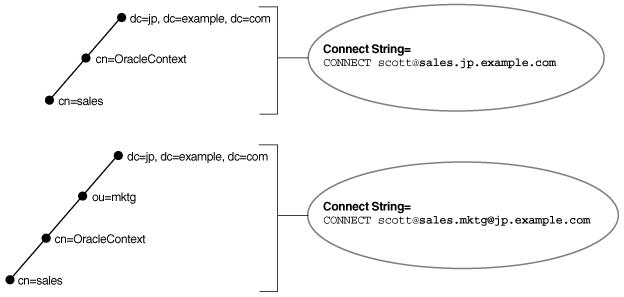 dc=jp, dc=example, dc=com
cn=OracleContext
cn=sales
Connect String=
CONNECT scott@sales.jp.example.com
dc=jp, dc=example, dc=com
ou=mktg
cn=OracleContext
cn=sales
Connect String=
CONNECT scott@sales.mktg@jp.example.com